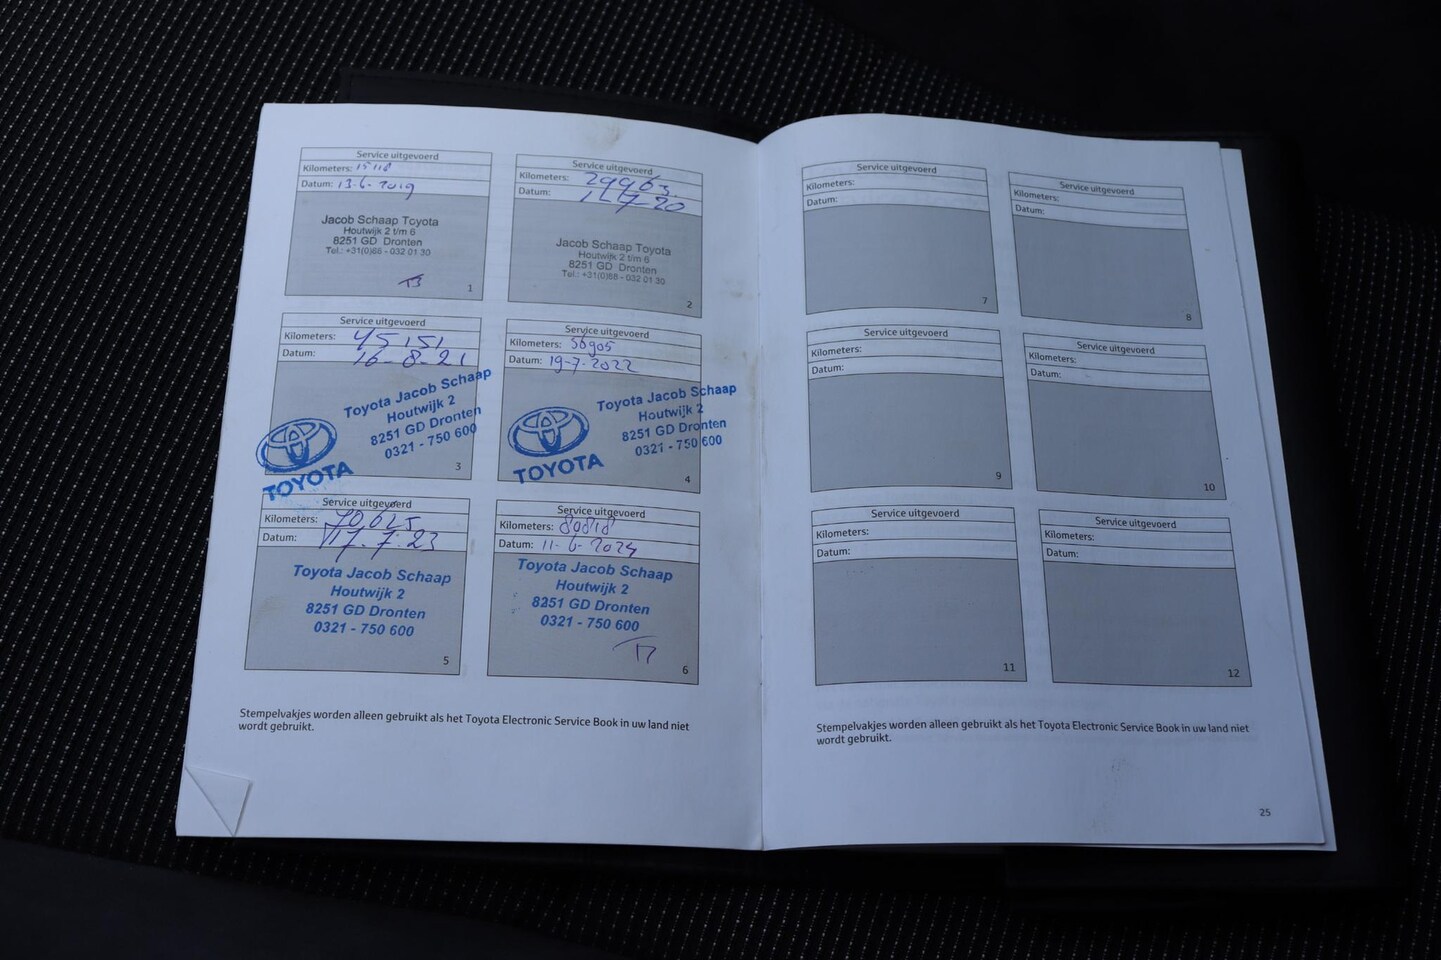 Service uitgevoerd
Kilometers: 15118
Datum: 13-6-2019
Jacob Schaap Toyota
Houtwijk 2 t/m 6
8251 GD Dronten
Tel.: +31(0)88 - 032 01 30
1
Service uitgevoerd
Kilometers: 29963
Datum:
Jacob Schaap Toyota
Houtwijk 2 t/m 6
8251 GD Dronten
Tel.: +31(0)88 - 032 01 30
2
Service uitgevoerd
Kilometers: 45151
Datum: 16-8-21
Toyota Jacob Schaap
Houtwijk 2
8251 GD Dronten
0321 - 750 600
TOYOTA
3
Service uitgevoerd
Kilometers: 56905
Datum: 19-7-2022
Toyota Jacob Schaap
Houtwijk 2
8251 GD Dronten
0321 - 750 600
TOYOTA
4
Service uitgevoerd
Kilometers: 70625
Datum: 17.7.23
Toyota Jacob Schaap
Houtwijk 2
8251 GD Dronten
0321 - 750 600
5
Service uitgevoerd
Kilometers: 80818
Datum: 11-6-2024
Toyota Jacob Schaap
Houtwijk 2
8251 GD Dronten
0321 - 750 600
6
Stempelvakjes worden alleen gebruikt als het Toyota Electronic Service Book in uw land niet
wordt gebruikt.
Service uitgevoerd
Kilometers:
Datum:
7
Service uitgevoerd
Kilometers:
Datum:
8
Service uitgevoerd
Kilometers:
Datum:
9
Service uitgevoerd
Kilometers:
Datum:
10
Service uitgevoerd
Kilometers:
Datum:
11
Service uitgevoerd
Kilometers:
Datum:
12
Stempelvakjes worden alleen gebruikt als het Toyota Electronic Service Book in uw land niet
wordt gebruikt.
25